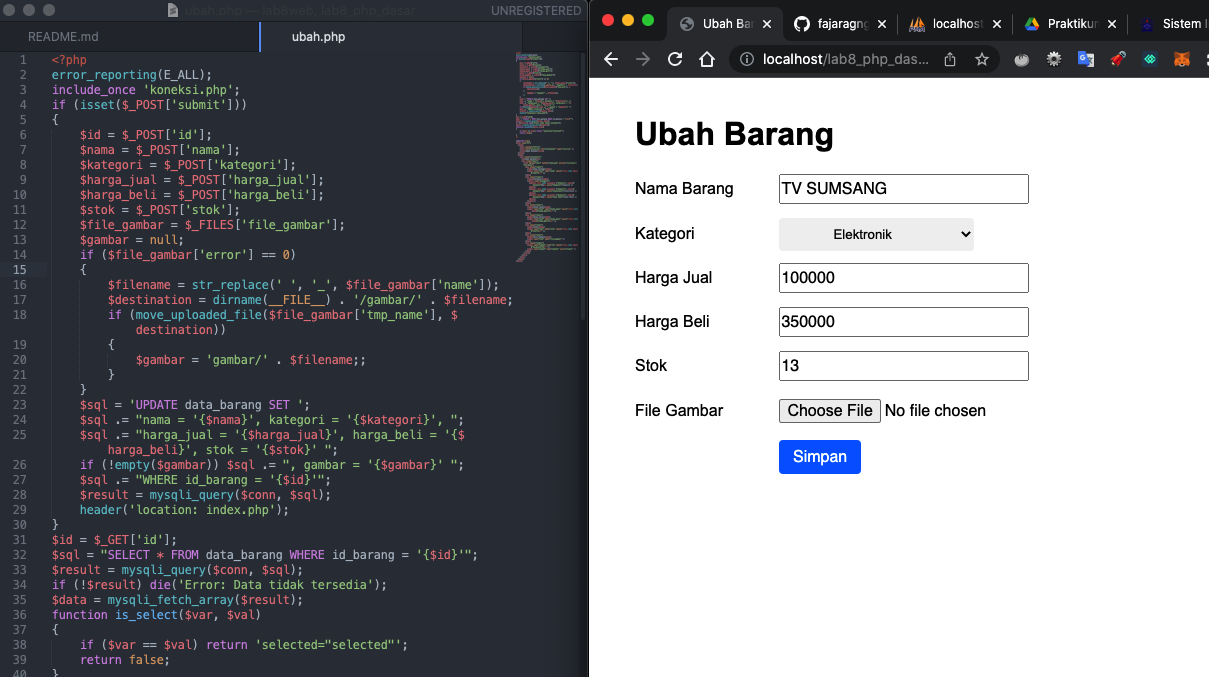 ubah.php — lab8web, lab8_php_dasar
UNREGISTERED
README.md
ubah.php
1 <?php
2 error_reporting(E_ALL);
3 include_once 'koneksi.php';
4 if (isset($_POST['submit']))
5 {
6 $id = $_POST['id'];
7 $nama = $_POST['nama'];
8 $kategori = $_POST['kategori'];
9 $harga_jual = $_POST['harga_jual'];
10 $harga_beli = $_POST['harga_beli'];
11 $stok = $_POST['stok'];
12 $file_gambar = $_FILES['file_gambar'];
13 $gambar = null;
14 if ($file_gambar['error'] == 0)
15 {
16 $filename = str_replace(' ', '_', $file_gambar['name']);
17 $destination = dirname(__FILE__) . '/gambar/' . $filename;
18 if (move_uploaded_file($file_gambar['tmp_name'], $
destination))
19 {
20 $gambar = 'gambar/' . $filename;;
21 }
22 }
23 $sql = 'UPDATE data_barang SET ';
24 $sql .= "nama = '{$nama}', kategori = '{$kategori}', ";
25 $sql .= "harga_jual = '{$harga_jual}', harga_beli = '{$
harga_beli}', stok = '{$stok}' ";
26 if (!empty($gambar)) $sql .= ", gambar = '{$gambar}' ";
27 $sql .= "WHERE id_barang = '{$id}'";
28 $result = mysqli_query($conn, $sql);
29 header('location: index.php');
30 }
31 $id = $_GET['id'];
32 $sql = "SELECT * FROM data_barang WHERE id_barang = '{$id}'";
33 $result = mysqli_query($conn, $sql);
34 if (!$result) die('Error: Data tidak tersedia');
35 $data = mysqli_fetch_array($result);
36 function is_select($var, $val)
37 {
38 if ($var == $val) return 'selected="selected"';
39 return false;
40 }
Ubah Bar
fajaragng
localhost
Praktikum
Sistem
localhost/lab8_php_das...
Ubah Barang
Nama Barang TV SUMSANG
Kategori Elektronik
Harga Jual 100000
Harga Beli 350000
Stok 13
File Gambar Choose File No file chosen
Simpan